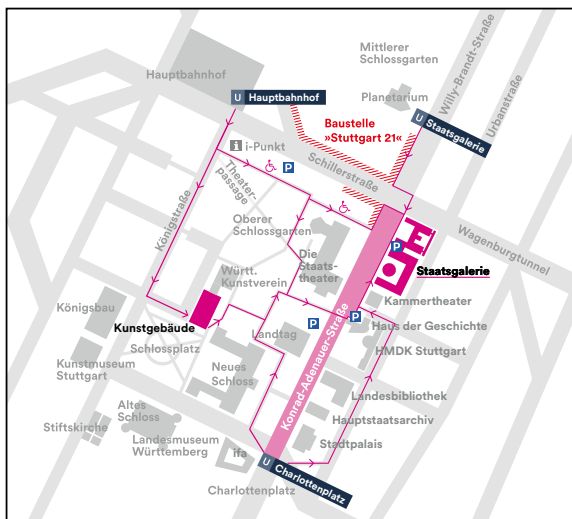 Mittlerer
Schlossgarten
Willy-Brandt-Straße
Hauptbahnhof
Planetarium
Urbanstraße
U Hauptbahnhof
Baustelle
»Stuttgart 21«
U Staatsgalerie
i i-Punkt
Schillerstraße
P
Theater-
passage
Königstraße
Oberer
Schlossgarten
Wagenburgtunnel
Die
Staats-
theater
P
Staatsgalerie
Württ.
Kunstverein
Kammertheater
Königsbau
Kunstgebäude
P
P
Haus der Geschichte
Landtag
Schlossplatz
Konrad-Adenauer-Straße
HMDK Stuttgart
Kunstmuseum
Stuttgart
Neues
Schloss
Landesbibliothek
Altes
Schloss
Hauptstaatsarchiv
Stiftskirche
Landesmuseum
Württemberg
Stadtpalais
ifa
U Charlottenplatz
Charlottenplatz